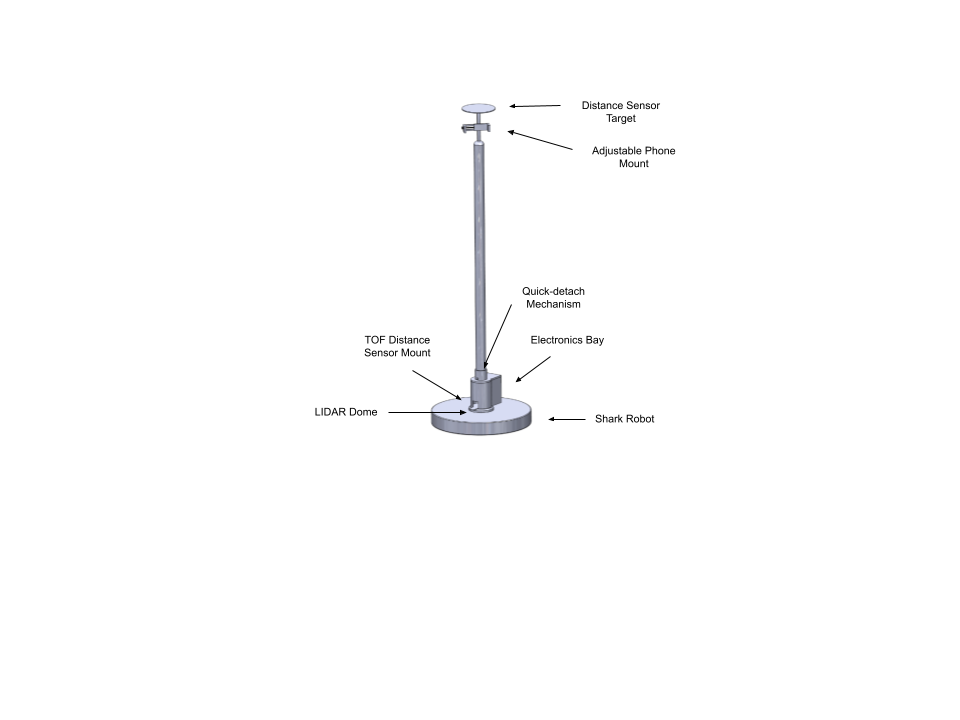 Distance Sensor
Target
Adjustable Phone
Mount
Quick-detach
Mechanism
TOF Distance
Sensor Mount
Electronics Bay
LIDAR Dome
Shark Robot